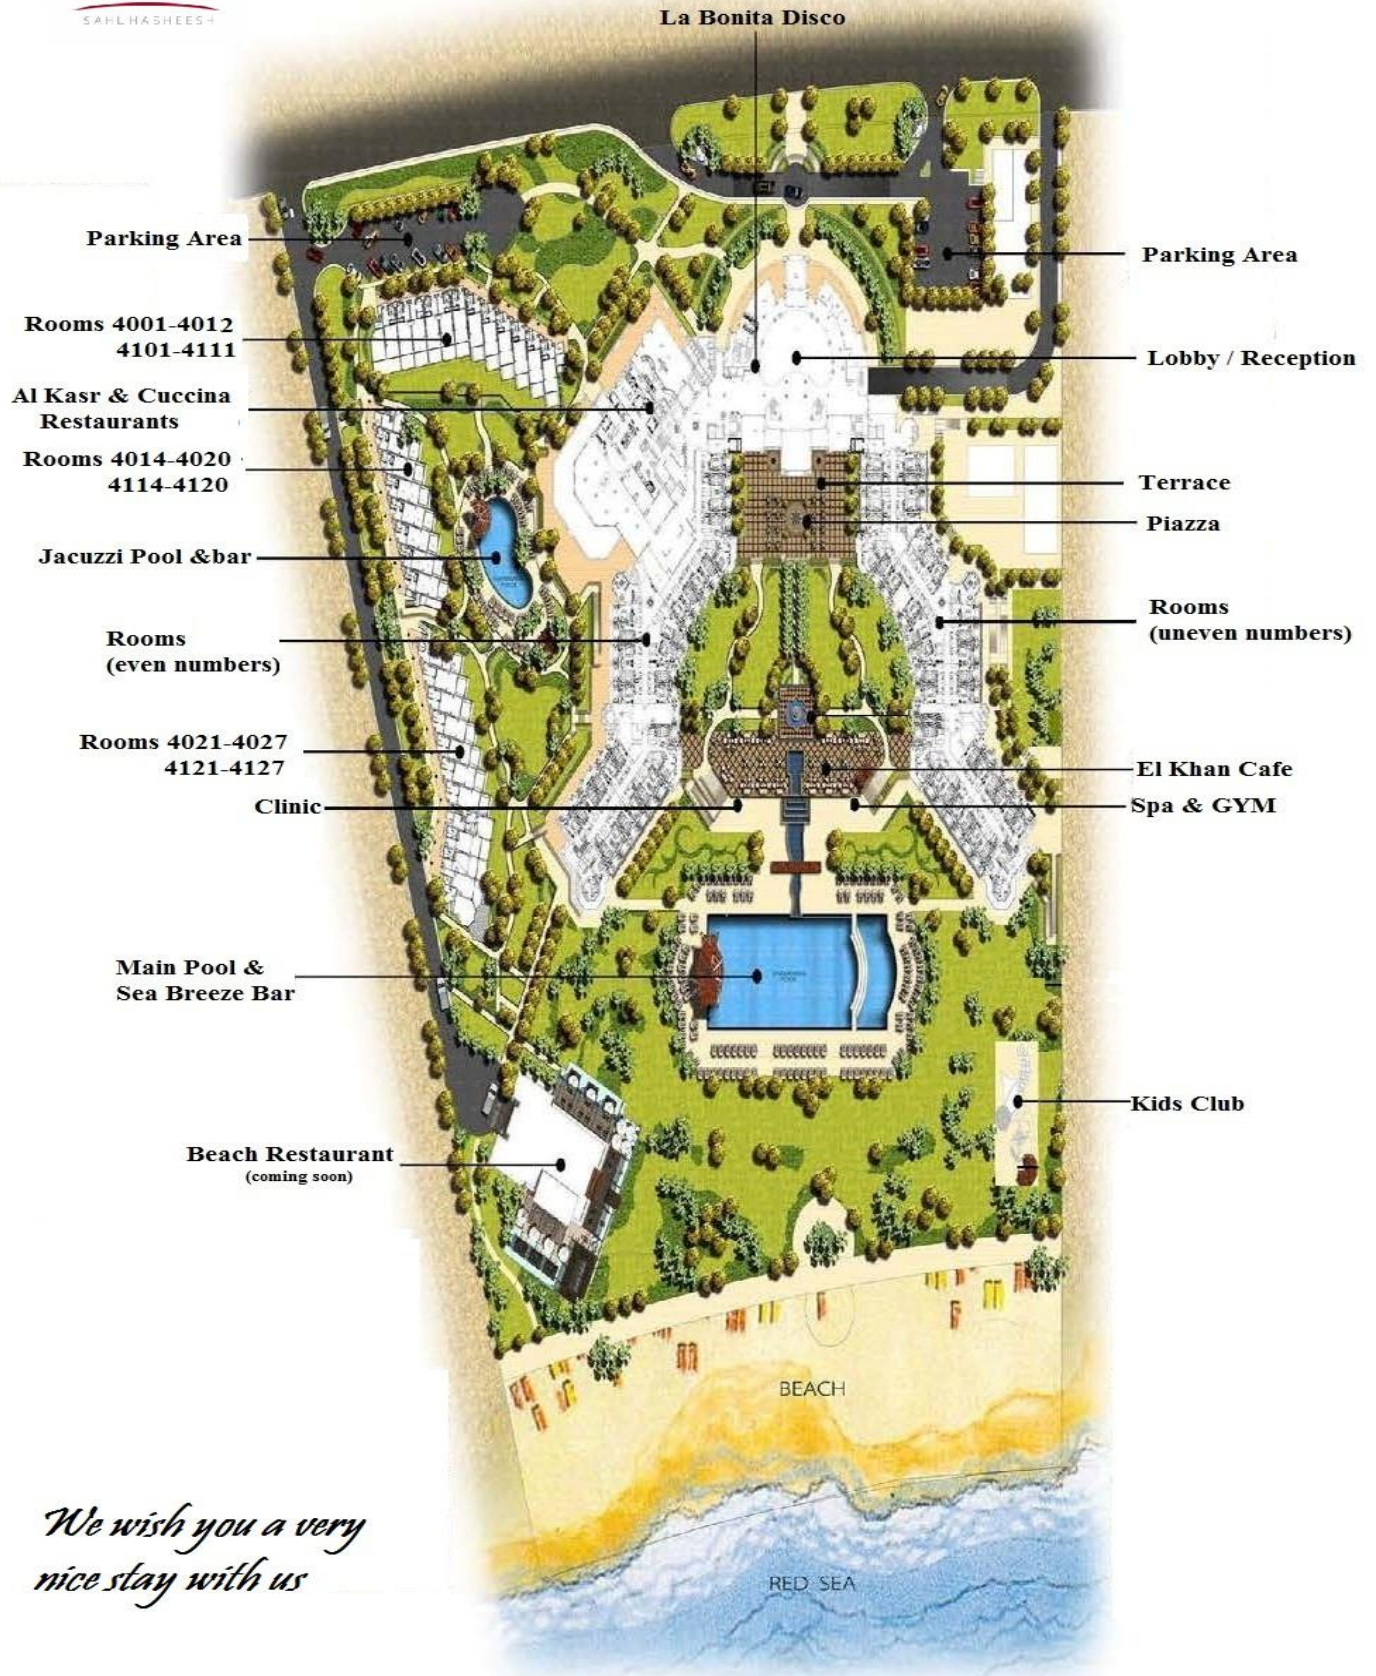 SAHL HASHEESH
La Bonita Disco
Parking Area
Parking Area
Rooms 4001-4012
4101-4111
Lobby / Reception
Al Kasr & Cuccina
Restaurants
Rooms 4014-4020
4114-4120
Terrace
Piazza
Jacuzzi Pool &bar
Rooms
(uneven numbers)
Rooms
(even numbers)
Rooms 4021-4027
4121-4127
El Khan Cafe
Clinic
Spa & GYM
Main Pool &
Sea Breeze Bar
Kids Club
Beach Restaurant
(coming soon)
BEACH
We wish you a very
nice stay with us
RED SEA